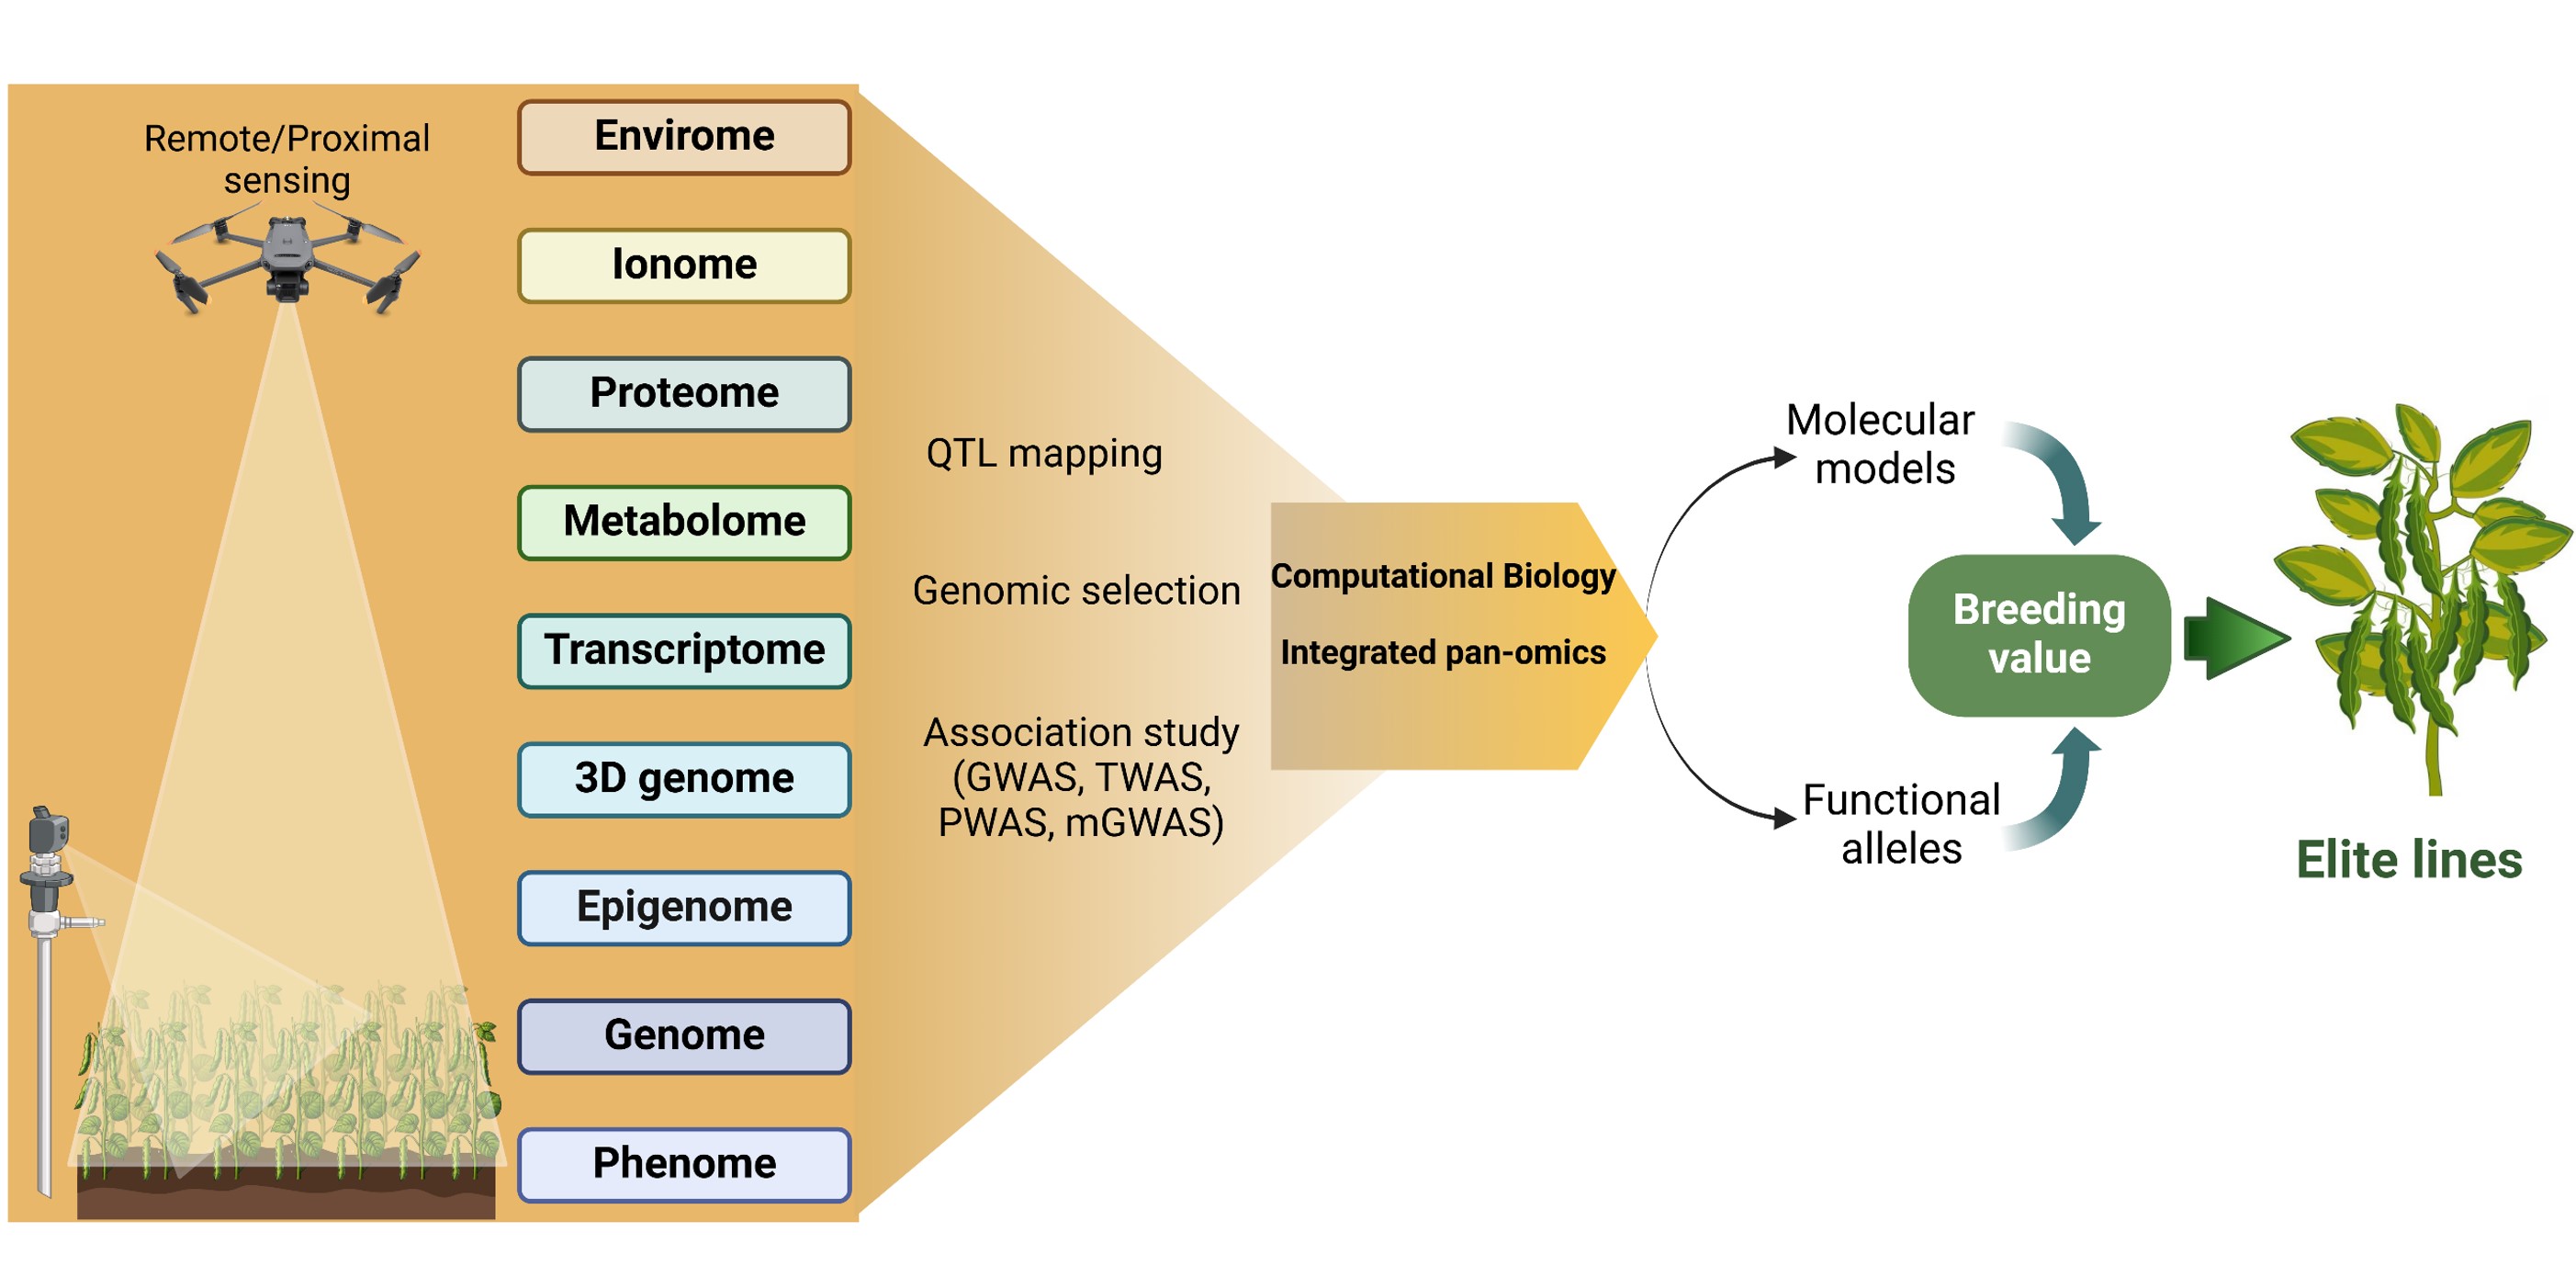 Remote/Proximal
sensing
Envirome
Ionome
Proteome
Metabolome
Transcriptome
3D genome
Epigenome
Genome
Phenome
QTL mapping
Genomic selection
Association study
(GWAS, TWAS,
PWAS, mGWAS)
Computational Biology
Integrated pan-omics
Molecular
models
Functional
alleles
Breeding
value
Elite lines